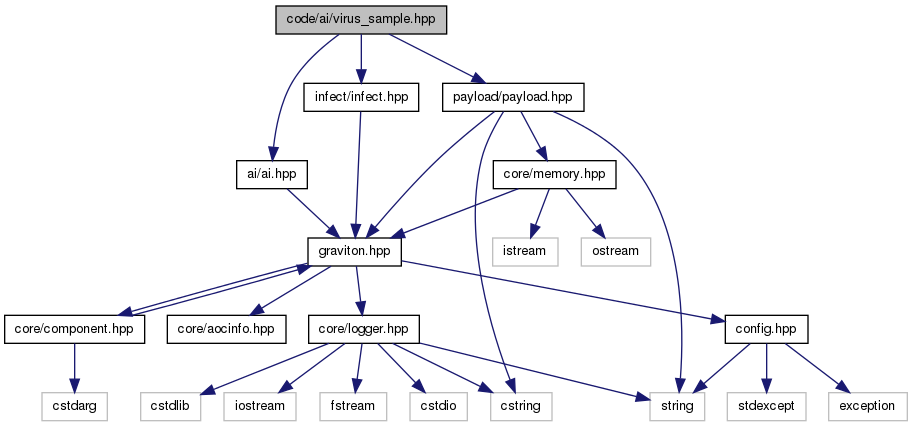 code/ai/virus_sample.hpp
infect/infect.hpp
payload/payload.hpp
ai/ai.hpp
core/memory.hpp
graviton.hpp
istream
ostream
core/component.hpp
core/aocinfo.hpp
core/logger.hpp
config.hpp
cstdarg
cstdlib
iostream
fstream
cstdio
cstring
string
stdexcept
exception